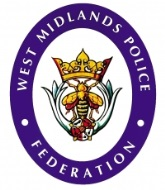 WEST MIDLANDS POLICE
FEDERATION